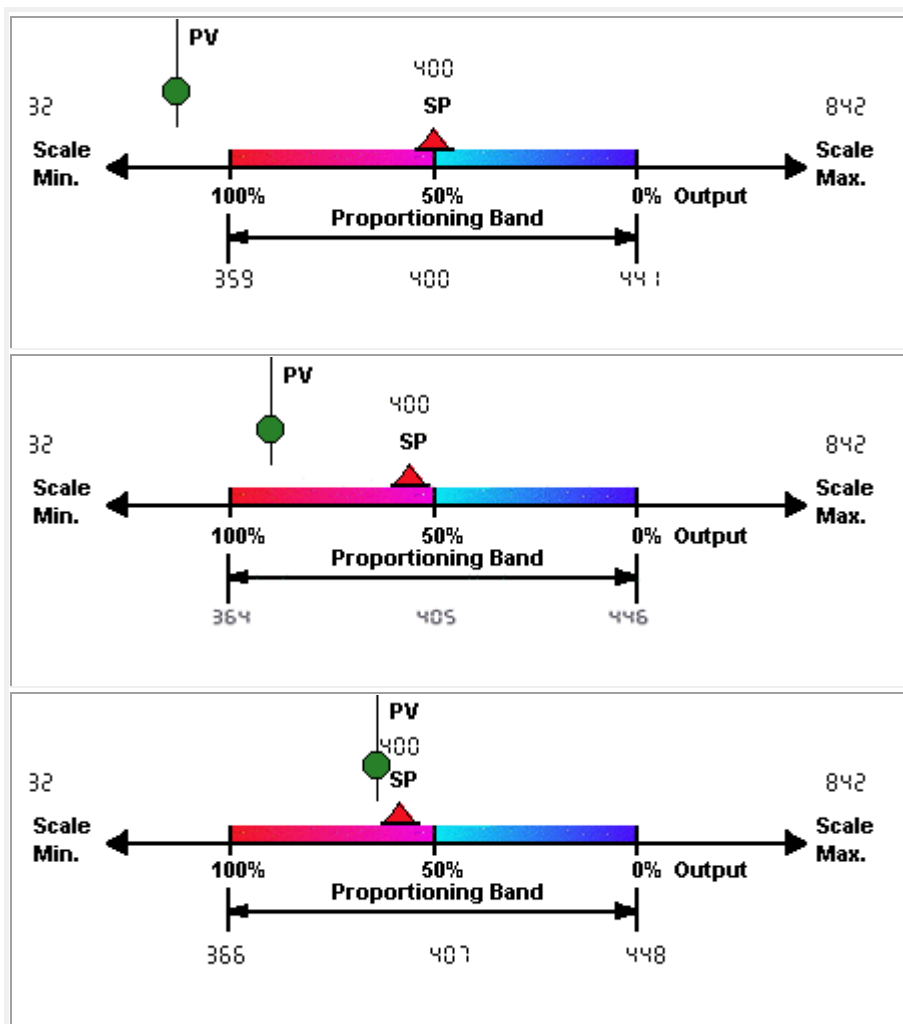 PV
400
32 SP 842
Scale Scale
Min. Max.
100% 50% 0% Output
Proportioning Band
359 400 441
PV
400
32 SP 842
Scale Scale
Min. Max.
100% 50% 0% Output
Proportioning Band
364 405 446
PV
400
32 SP 842
Scale Scale
Min. Max.
100% 50% 0% Output
Proportioning Band
366 407 448